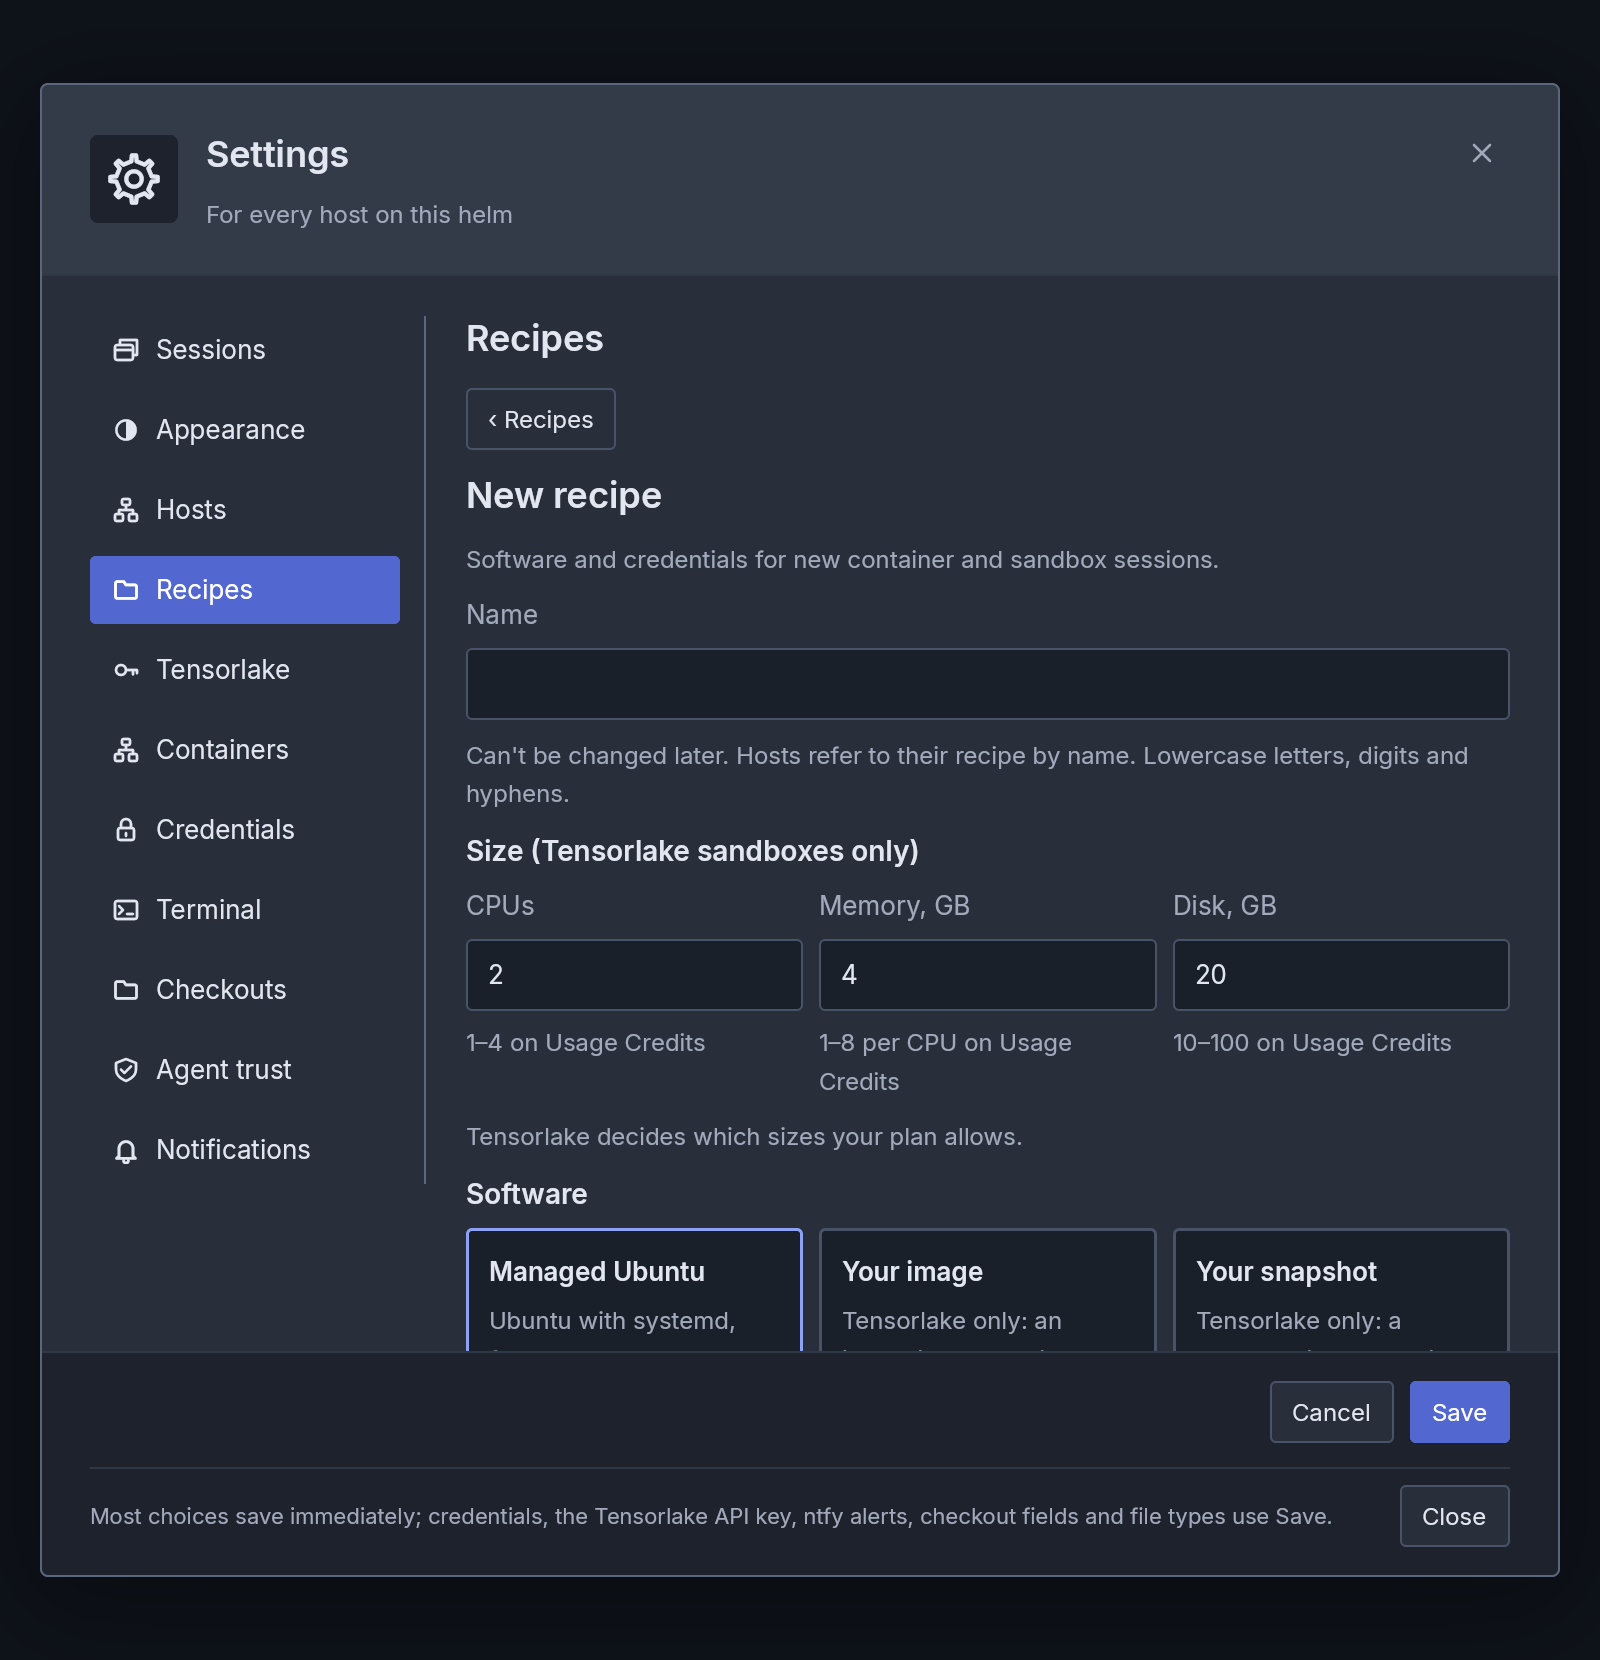 Settings
For every host on this helm
Sessions
Appearance
Hosts
Recipes
Tensorlake
Containers
Credentials
Terminal
Checkouts
Agent trust
Notifications
Recipes
‹ Recipes
New recipe
Software and credentials for new container and sandbox sessions.
Name
Can't be changed later. Hosts refer to their recipe by name. Lowercase letters, digits and
hyphens.
Size (Tensorlake sandboxes only)
CPUs
2
1–4 on Usage Credits
Memory, GB
4
1–8 per CPU on Usage
Credits
Disk, GB
20
10–100 on Usage Credits
Tensorlake decides which sizes your plan allows.
Software
Managed Ubuntu
Ubuntu with systemd,
Your image
Tensorlake only: an
Your snapshot
Tensorlake only: a
Cancel
Save
Most choices save immediately; credentials, the Tensorlake API key, ntfy alerts, checkout fields and file types use Save.
Close